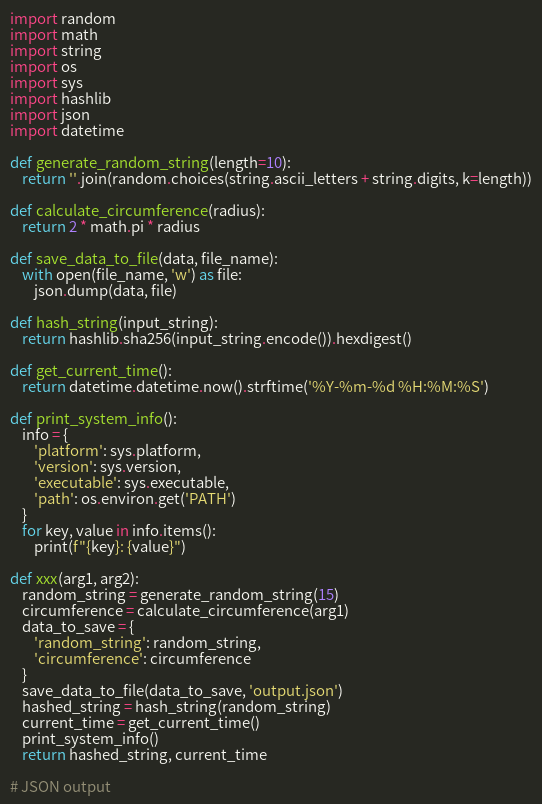 import random
import math
import string
import os
import sys
import hashlib
import json
import datetime

def generate_random_string(length=10):
    return ''.join(random.choices(string.ascii_letters + string.digits, k=length))

def calculate_circumference(radius):
    return 2 * math.pi * radius

def save_data_to_file(data, file_name):
    with open(file_name, 'w') as file:
        json.dump(data, file)

def hash_string(input_string):
    return hashlib.sha256(input_string.encode()).hexdigest()

def get_current_time():
    return datetime.datetime.now().strftime('%Y-%m-%d %H:%M:%S')

def print_system_info():
    info = {
        'platform': sys.platform,
        'version': sys.version,
        'executable': sys.executable,
        'path': os.environ.get('PATH')
    }
    for key, value in info.items():
        print(f"{key}: {value}")

def xxx(arg1, arg2):
    random_string = generate_random_string(15)
    circumference = calculate_circumference(arg1)
    data_to_save = {
        'random_string': random_string,
        'circumference': circumference
    }
    save_data_to_file(data_to_save, 'output.json')
    hashed_string = hash_string(random_string)
    current_time = get_current_time()
    print_system_info()
    return hashed_string, current_time

# JSON output